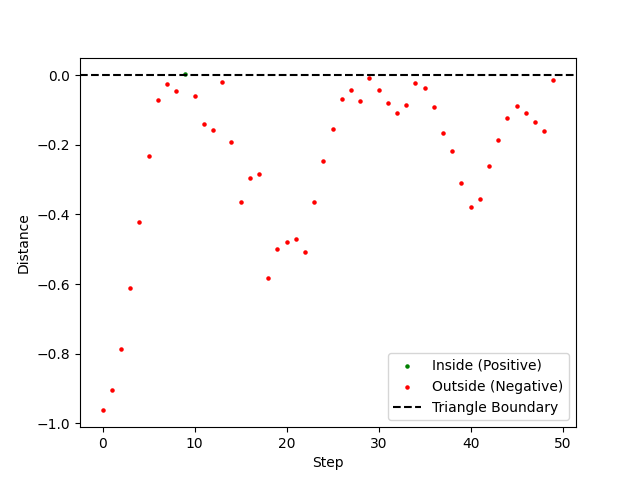 0.0
−0.2
−0.4
−0.6
−0.8
−1.0
Distance
0
10
20
30
40
50
Step
Inside (Positive)
Outside (Negative)
Triangle Boundary